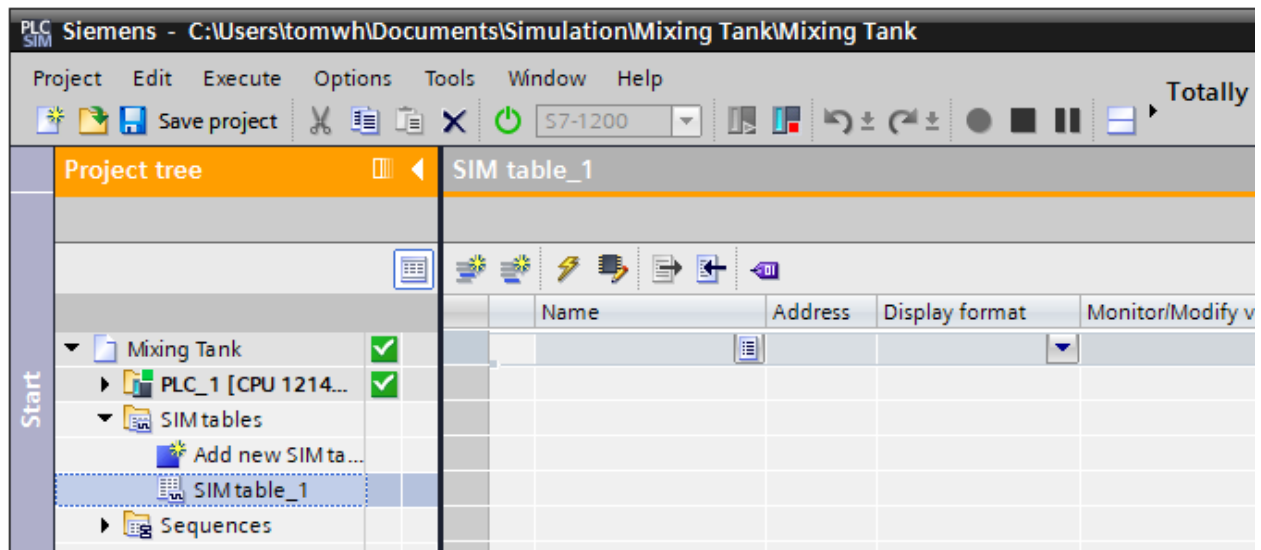 PLC SIM Siemens - C:\Users\tomwh\Documents\Simulation\Mixing Tank\Mixing Tank
Project Edit Execute Options Tools Window Help
Totally
Save project S7-1200
Project tree
SIM table_1
Name Address Display format Monitor/Modify v
Mixing Tank
PLC_1 [CPU 1214...
SIM tables
Add new SIM ta...
SIM table_1
Sequences
Start